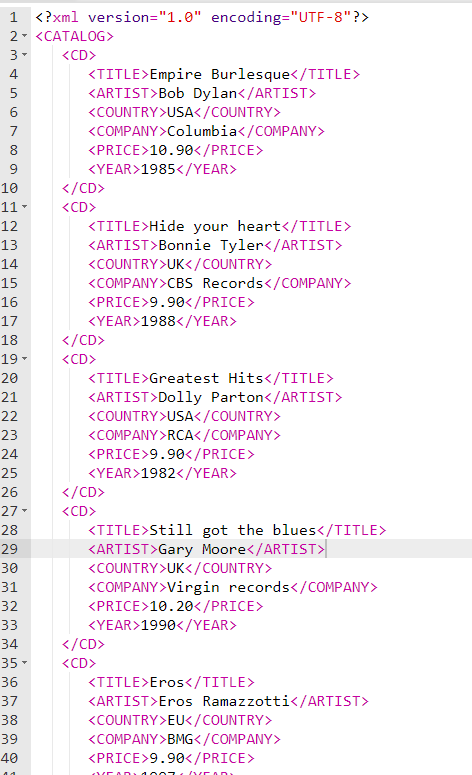 1 <?xml version="1.0" encoding="UTF-8"?>
2 <CATALOG>
3 <CD>
4 <TITLE>Empire Burlesque</TITLE>
5 <ARTIST>Bob Dylan</ARTIST>
6 <COUNTRY>USA</COUNTRY>
7 <COMPANY>Columbia</COMPANY>
8 <PRICE>10.90</PRICE>
9 <YEAR>1985</YEAR>
10 </CD>
11 <CD>
12 <TITLE>Hide your heart</TITLE>
13 <ARTIST>Bonnie Tyler</ARTIST>
14 <COUNTRY>UK</COUNTRY>
15 <COMPANY>CBS Records</COMPANY>
16 <PRICE>9.90</PRICE>
17 <YEAR>1988</YEAR>
18 </CD>
19 <CD>
20 <TITLE>Greatest Hits</TITLE>
21 <ARTIST>Dolly Parton</ARTIST>
22 <COUNTRY>USA</COUNTRY>
23 <COMPANY>RCA</COMPANY>
24 <PRICE>9.90</PRICE>
25 <YEAR>1982</YEAR>
26 </CD>
27 <CD>
28 <TITLE>Still got the blues</TITLE>
29 <ARTIST>Gary Moore</ARTIST>
30 <COUNTRY>UK</COUNTRY>
31 <COMPANY>Virgin records</COMPANY>
32 <PRICE>10.20</PRICE>
33 <YEAR>1990</YEAR>
34 </CD>
35 <CD>
36 <TITLE>Eros</TITLE>
37 <ARTIST>Eros Ramazzotti</ARTIST>
38 <COUNTRY>EU</COUNTRY>
39 <COMPANY>BMG</COMPANY>
40 <PRICE>9.90</PRICE>